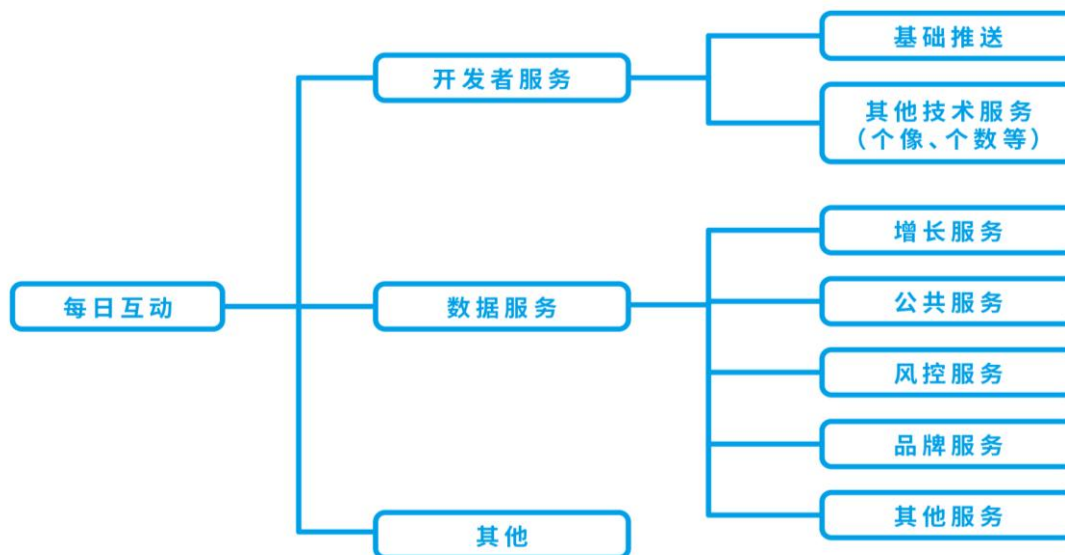 每日互动
开发者服务
基础推送
其他技术服务
（个像、个数等）
数据服务
增长服务
公共服务
风控服务
品牌服务
其他服务
其他